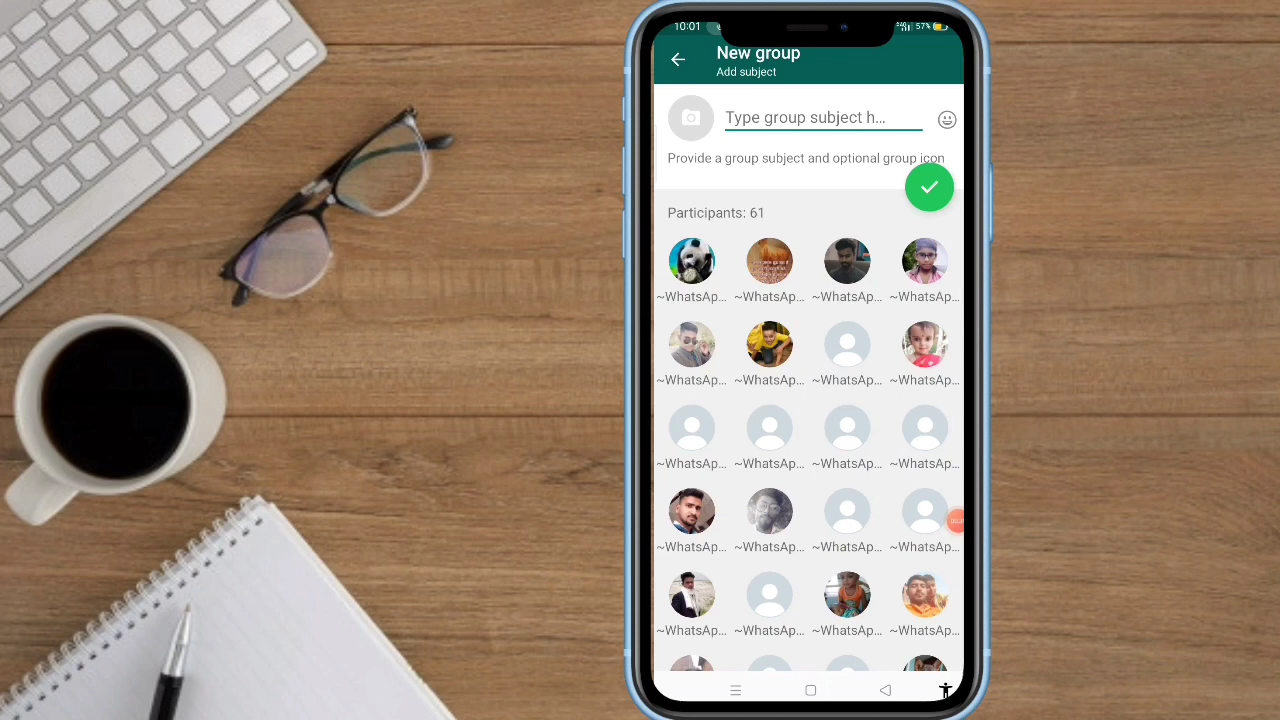 10:01
57%
New group
Add subject
Type group subject h...
Provide a group subject and optional group icon
Participants: 61
~WhatsAp... ~WhatsAp... ~WhatsAp... ~WhatsAp...
~WhatsAp... ~WhatsAp... ~WhatsAp... ~WhatsAp...
~WhatsAp... ~WhatsAp... ~WhatsAp... ~WhatsAp...
~WhatsAp... ~WhatsAp... ~WhatsAp... ~WhatsAp...
~WhatsAp... ~WhatsAp... ~WhatsAp... ~WhatsAp...